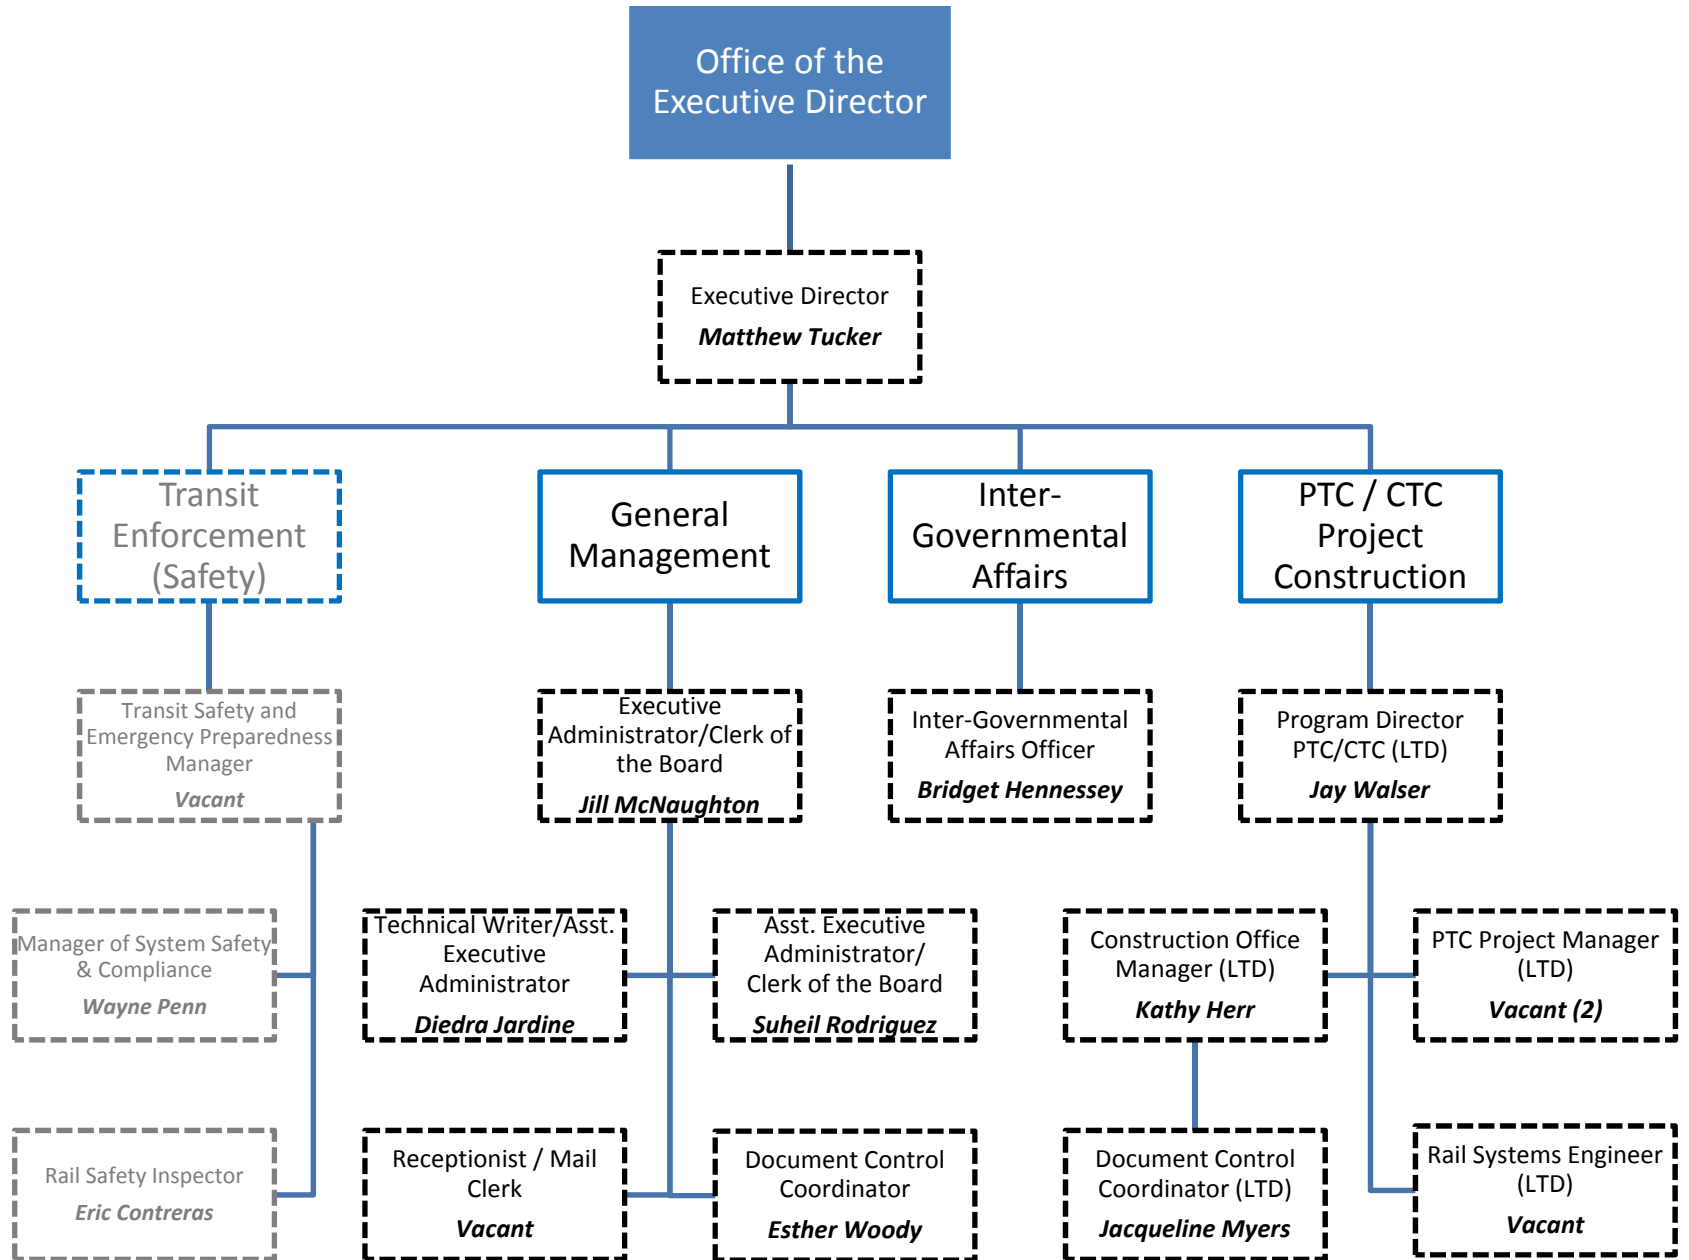 Office of the
Executive Director
Executive Director
Matthew Tucker
Transit
Enforcement
(Safety)
General
Management
Inter-
Governmental
Affairs
PTC / CTC
Project
Construction
Transit Safety and
Emergency Preparedness
Manager
Vacant
Executive
Administrator/Clerk of
the Board
Jill McNaughton
Inter-Governmental
Affairs Officer
Bridget Hennessey
Program Director
PTC/CTC (LTD)
Jay Walser
Manager of System Safety
& Compliance
Wayne Penn
Technical Writer/Asst.
Executive
Administrator
Diedra Jardine
Asst. Executive
Administrator/
Clerk of the Board
Suheil Rodriguez
Construction Office
Manager (LTD)
Kathy Herr
PTC Project Manager
(LTD)
Vacant (2)
Rail Safety Inspector
Eric Contreras
Receptionist / Mail
Clerk
Vacant
Document Control
Coordinator
Esther Woody
Document Control
Coordinator (LTD)
Jacqueline Myers
Rail Systems Engineer
(LTD)
Vacant